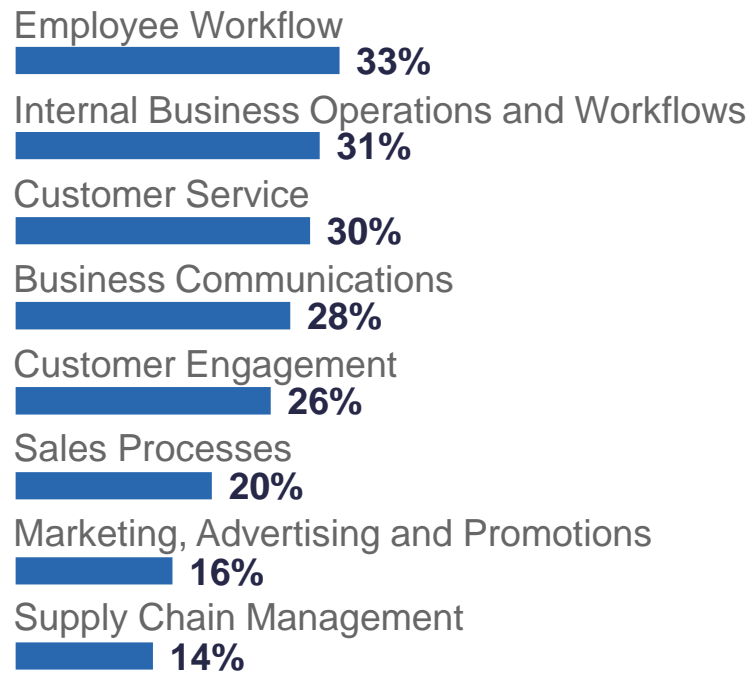 Employee Workflow
33%
Internal Business Operations and Workflows
31%
Customer Service
30%
Business Communications
28%
Customer Engagement
26%
Sales Processes
20%
Marketing, Advertising and Promotions
16%
Supply Chain Management
14%